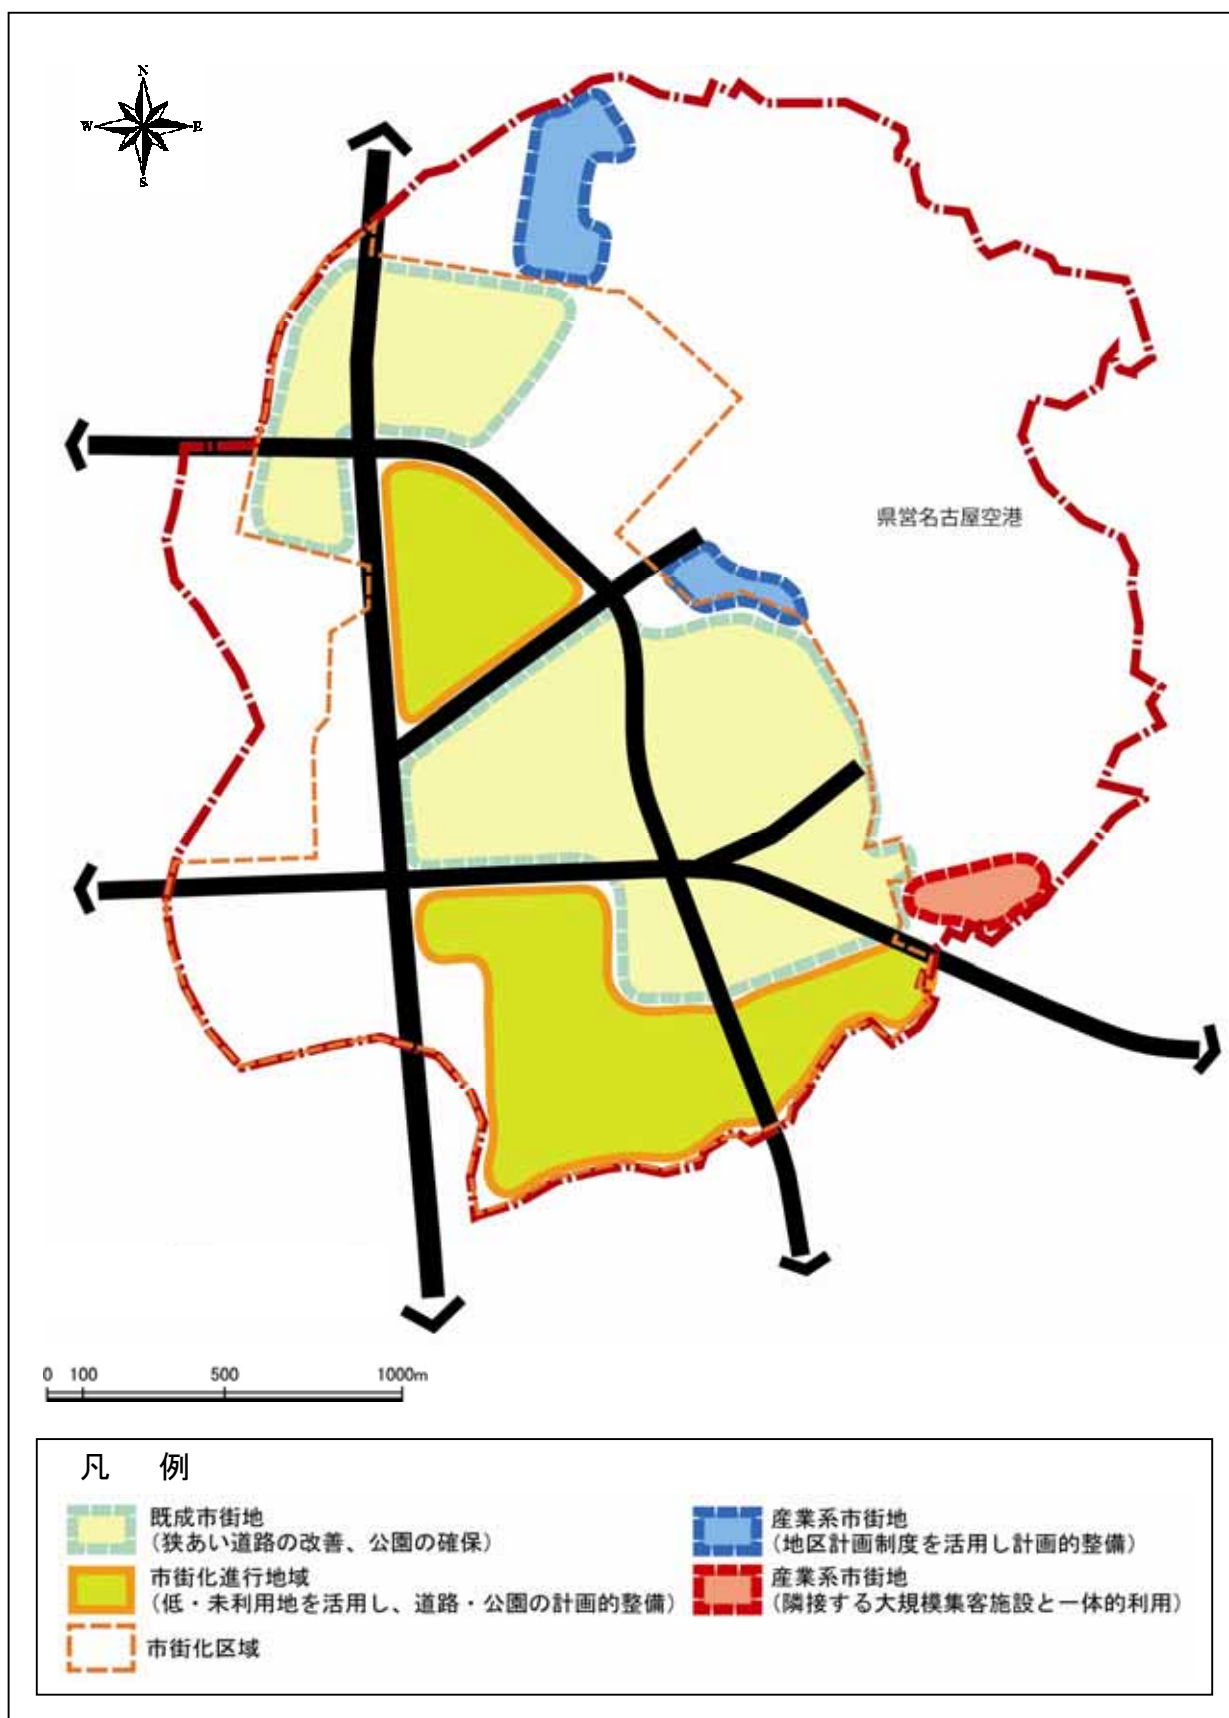 N
W E
S
県営名古屋空港
0 100 500 1000m
凡 例
既成市街地
(狭あい道路の改善、公園の確保)
市街化進行地域
(低・未利用地を活用し、道路・公園の計画的整備)
市街化区域
産業系市街地
(地区計画制度を活用し計画的整備)
産業系市街地
(隣接する大規模集客施設と一体的利用)